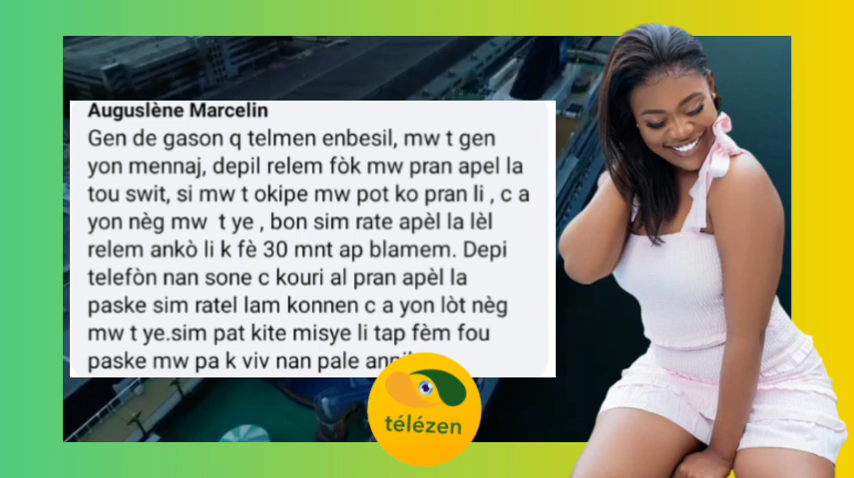 Auguslène Marcelin
Gen de gason q telmen enbesil, mw t gen
yon mennaj, depil relem fòk mw pran apel la
tou swit, si mw t okipe mw pot ko pran li , c a
yon nèg mw t ye , bon sim rate apèl la lèl
relem ankò li k fè 30 mnt ap blamem. Depi
telefòn nan sone c kouri al pran apèl la
paske sim ratel lam konnen c a yon lòt nèg
mw t ye.sim pat kite misye li tap fèm fou
paske mw pa k viv nan pale
télézen